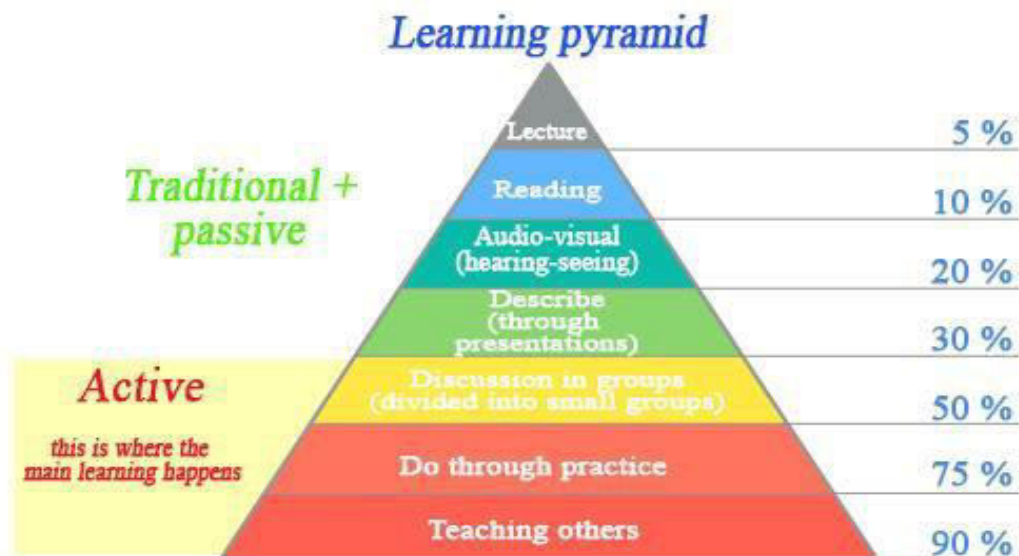 Learning pyramid
Lecture
5 %
Traditional +
passive
Reading
10 %
Audio-visual
(hearing-seeing)
20 %
Describe
(through
presentations)
30 %
Active
this is where the
main learning happens
Discussion in groups
(divided into small groups)
50 %
Do through practice
75 %
Teaching others
90 %